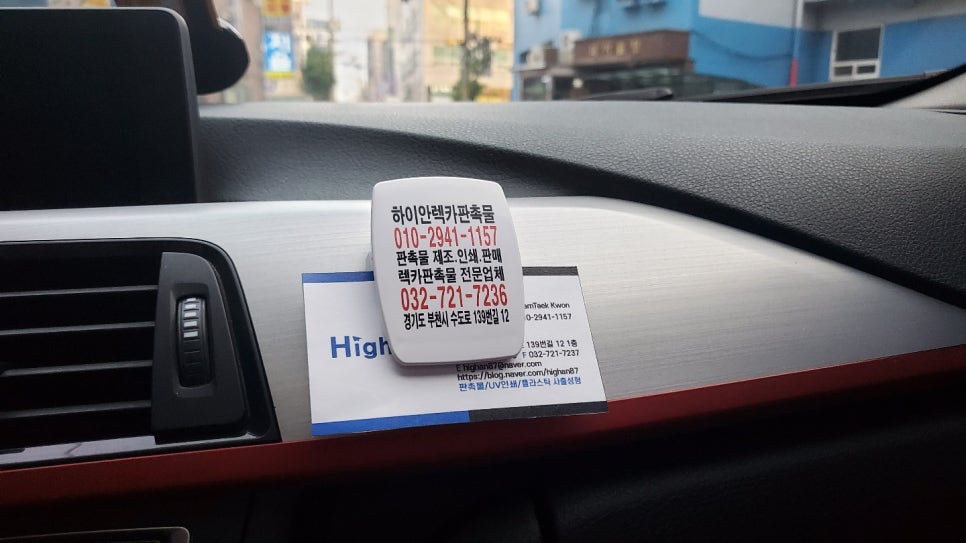 하이안렉카판촉물
010-2941-1157
판촉물 제조.인쇄.판매
렉카판촉물 전문업체
032-721-7236
경기도 부천시 수도로 139번길 12
High
amTaek Kwon
0-2941-1157
139번길 12 1층
F 032-721-7237
E highan87@naver.com
https://blog.naver.com/highan87
판촉물/UV인쇄/플라스틱 사출성형